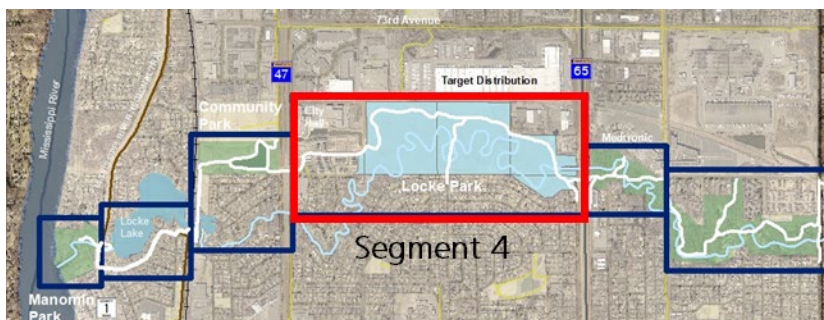 73rd Avenue
Mississippi River
47
65
Target Distribution
Community
Park
City
Hall
Medtronic
Locke Park
Locke
Lake
Segment 4
Manomin
Park
1